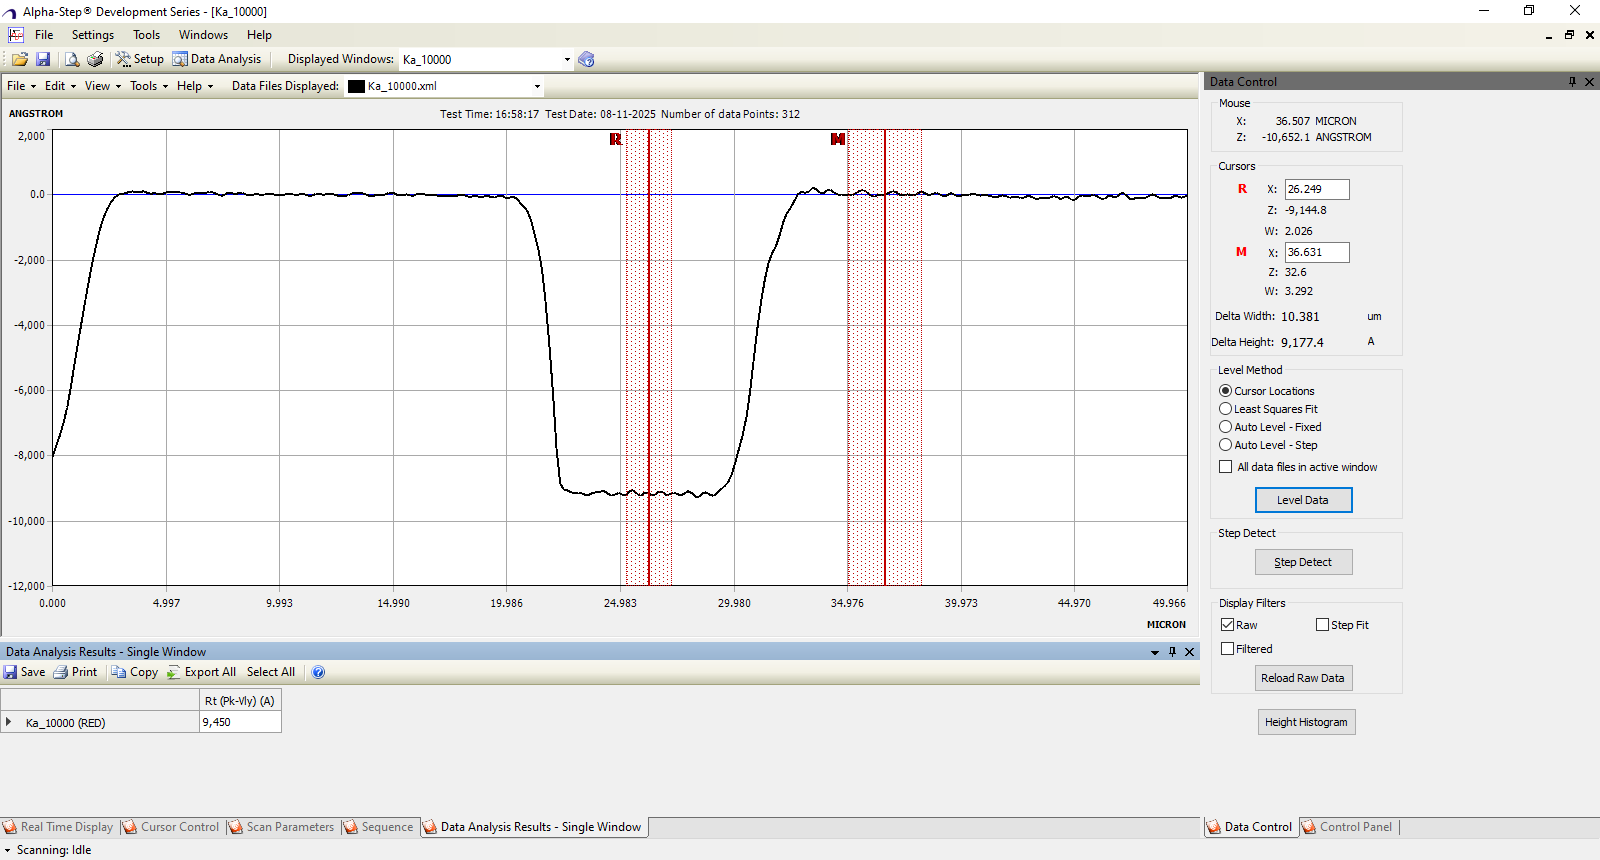 Alpha-Step® Development Series - [Ka_10000]
File Settings Tools Windows Help
Setup Data Analysis Displayed Windows: Ka_10000
File Edit View Tools Help Data Files Displayed: Ka_10000.xml
ANGSTROM
Test Time: 16:58:17 Test Date: 08-11-2025 Number of data Points: 312
R M
2,000
0.0
-2,000
-4,000
-6,000
-8,000
-10,000
-12,000
0.000 4.997 9.993 14.990 19.986 24.983 29.980 34.976 39.973 44.970 49.966
MICRON
Data Control
Mouse
X: 36.507 MICRON
Z: -10,652.1 ANGSTROM
Cursors
R X: 26.249
Z: -9,144.8
W: 2.026
M X: 36.631
Z: 32.6
W: 3.292
Delta Width: 10.381 um
Delta Height: 9,177.4 A
Level Method
Cursor Locations
Least Squares Fit
Auto Level - Fixed
Auto Level - Step
All data files in active window
Level Data
Step Detect
Step Detect
Display Filters
Raw Step Fit
Filtered
Reload Raw Data
Height Histogram
Data Analysis Results - Single Window
Save Print Copy Export All Select All
Rt (Pk-Vly) (A)
Ka_10000 (RED) 9,450
Real Time Display Cursor Control Scan Parameters Sequence Data Analysis Results - Single Window
Data Control Control Panel
Scanning: Idle